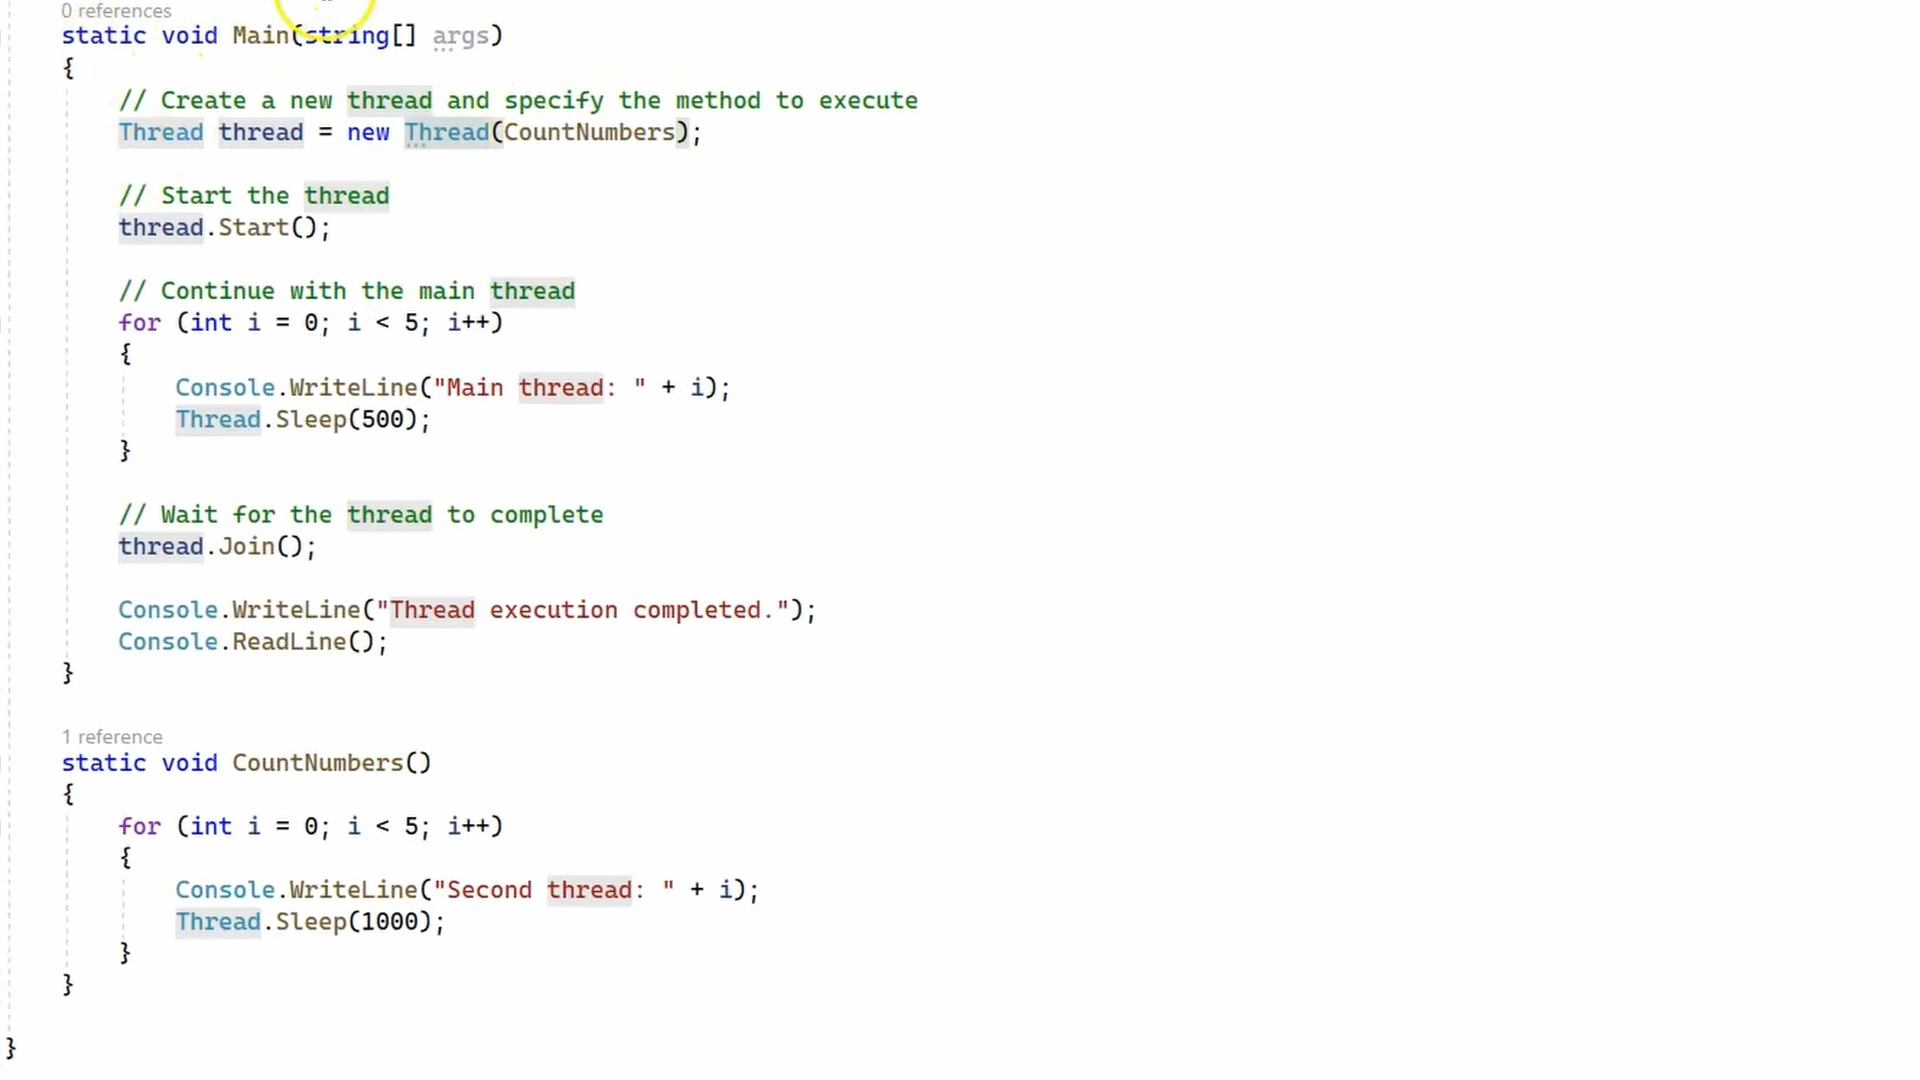 0 references
static void Main(string[] args)
{
// Create a new thread and specify the method to execute
Thread thread = new Thread(CountNumbers);
// Start the thread
thread.Start();
// Continue with the main thread
for (int i = 0; i < 5; i++)
{
Console.WriteLine("Main thread: " + i);
Thread.Sleep(500);
}
// Wait for the thread to complete
thread.Join();
Console.WriteLine("Thread execution completed.");
Console.ReadLine();
}
1 reference
static void CountNumbers()
{
for (int i = 0; i < 5; i++)
{
Console.WriteLine("Second thread: " + i);
Thread.Sleep(1000);
}
}
}